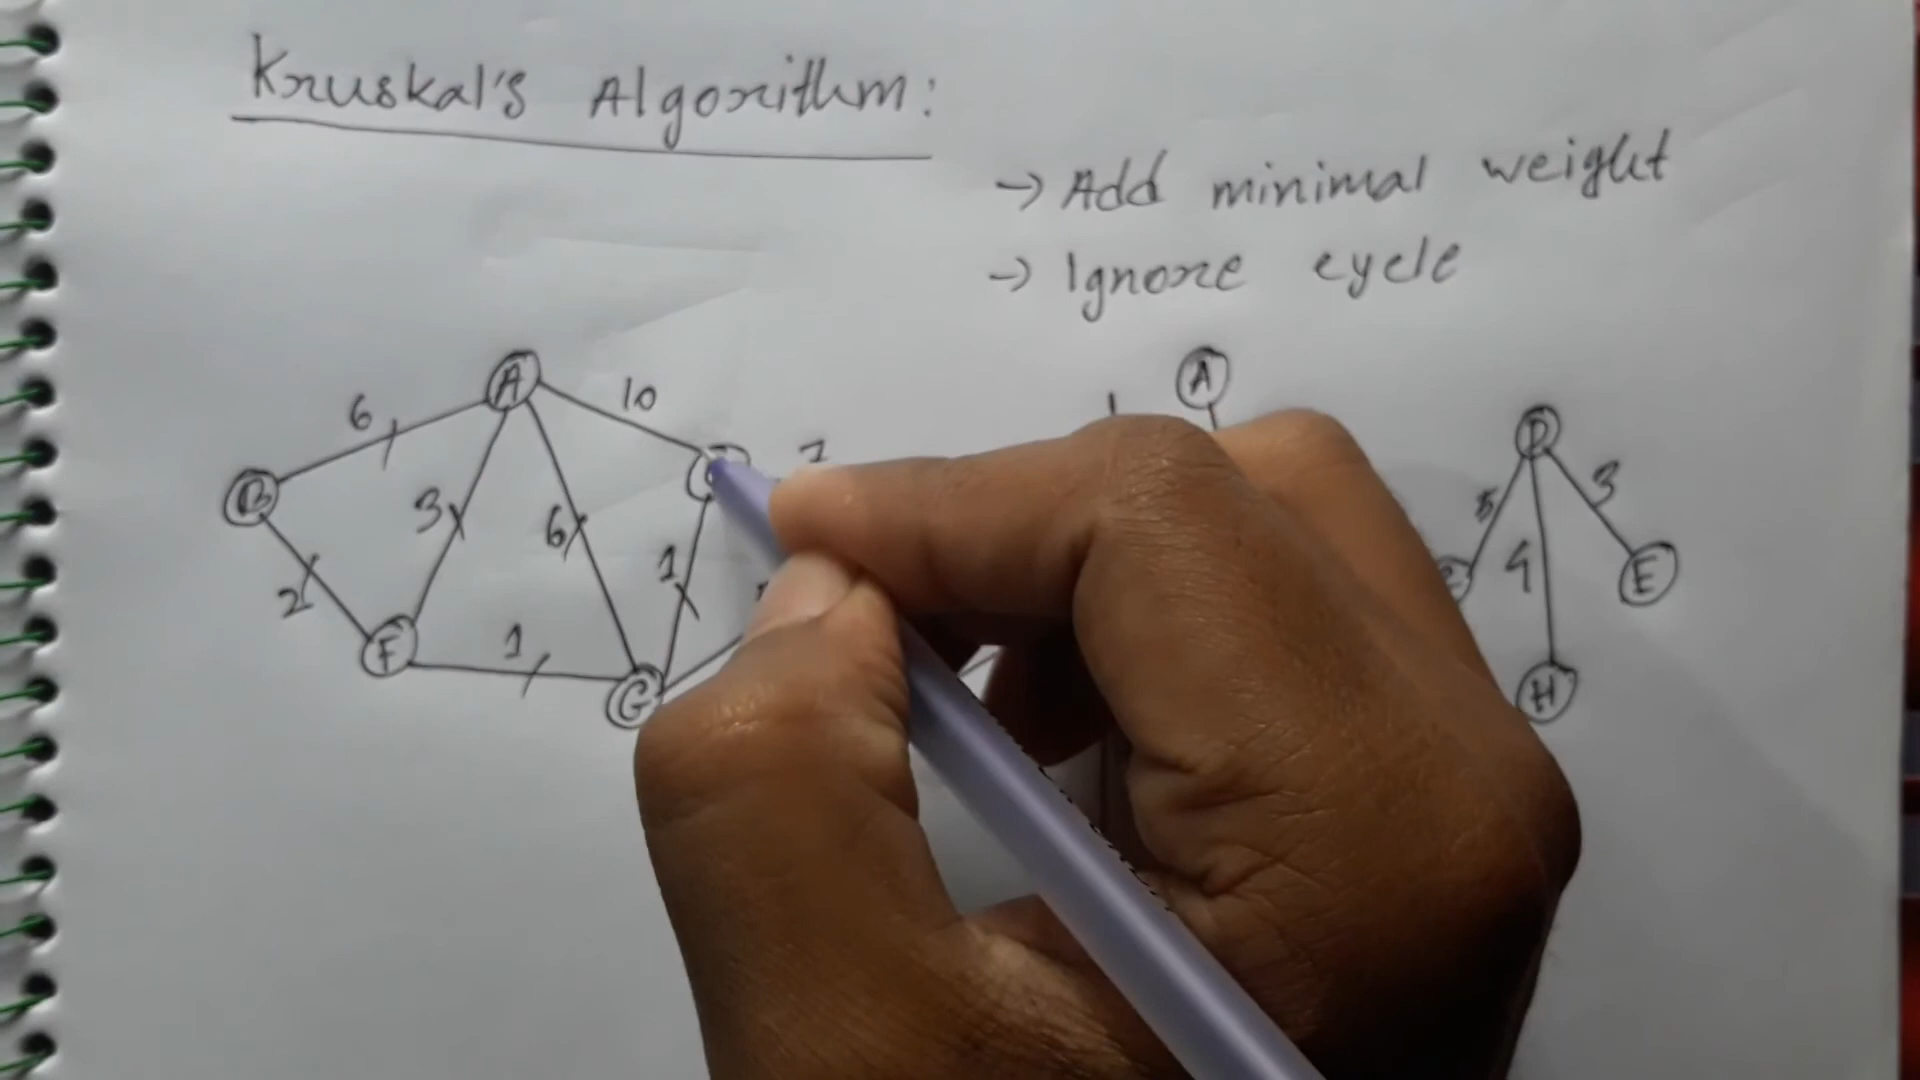 Kruskal's Algorithm:
→ Add minimal weight
→ Ignore cycle
A
A
10
6
D
B
3
3
5
6
1
4
E
2
F
1
G
H